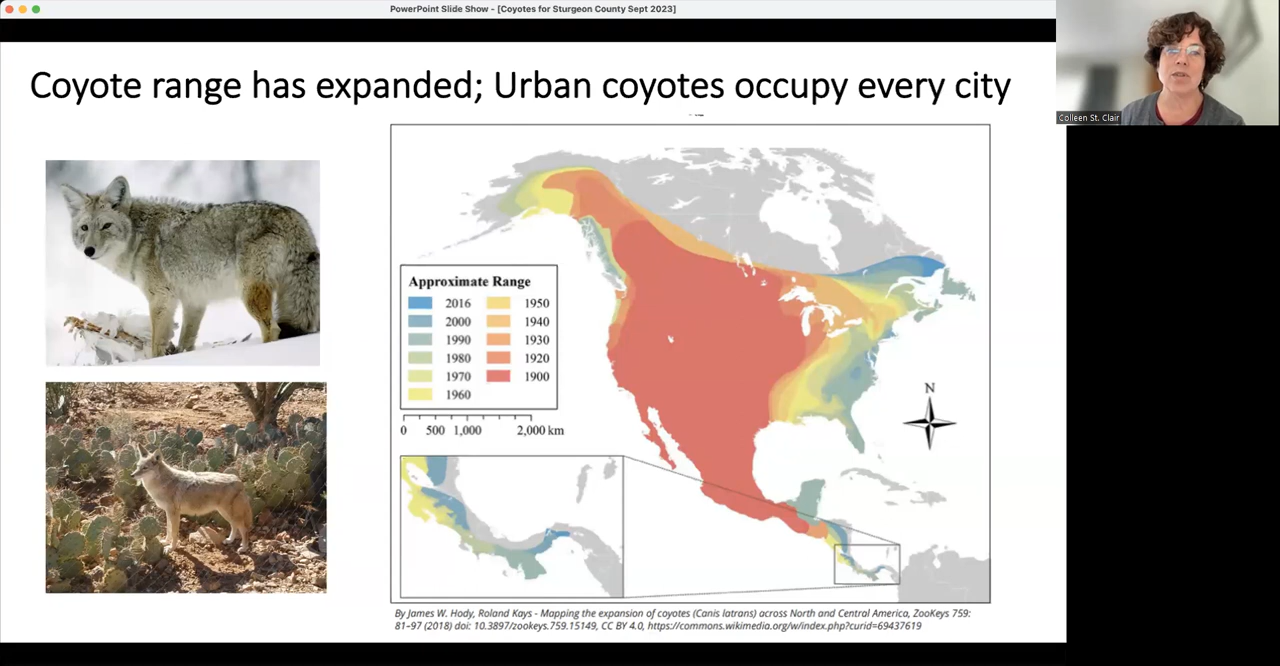 PowerPoint Slide Show - [Coyotes for Sturgeon County Sept 2023]
Colleen St. Clair
Coyote range has expanded; Urban coyotes occupy every city
Approximate Range
2016 1950
2000 1940
1990 1930
1980 1920
1970 1900
1960
0 500 1,000 2,000 km
N
By James W. Hody, Roland Kays - Mapping the expansion of coyotes (Canis latrans) across North and Central America, ZooKeys 759:
81–97 (2018) doi: 10.3897/zookeys.759.15149, CC BY 4.0, https://commons.wikimedia.org/w/index.php?curid=69437619